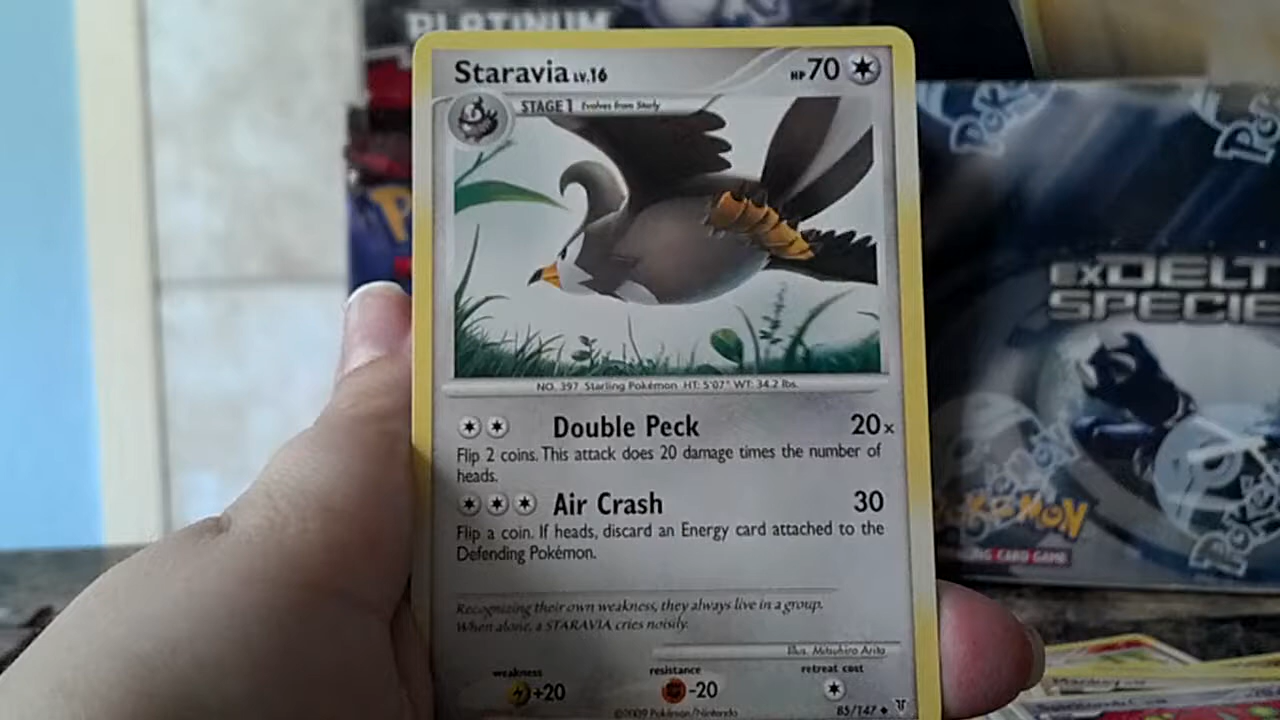 PLATINUM
Staravia LV.16
HP 70
STAGE 1 Evolves from Starly
NO. 397 Starling Pokémon HT: 5'07" WT: 34.2 lbs.
Double Peck 20x
Flip 2 coins. This attack does 20 damage times the number of
heads.
Air Crash 30
Flip a coin. If heads, discard an Energy card attached to the
Defending Pokémon.
Recognizing their own weakness, they always live in a group.
When alone, a STARAVIA cries noisily.
Illus. Mitsuhiro Arita
weakness resistance retreat cost
+20 -20
©2009 Pokémon/Nintendo 85/147
EX DELT
SPECIE
POKéMON
CARD GAME